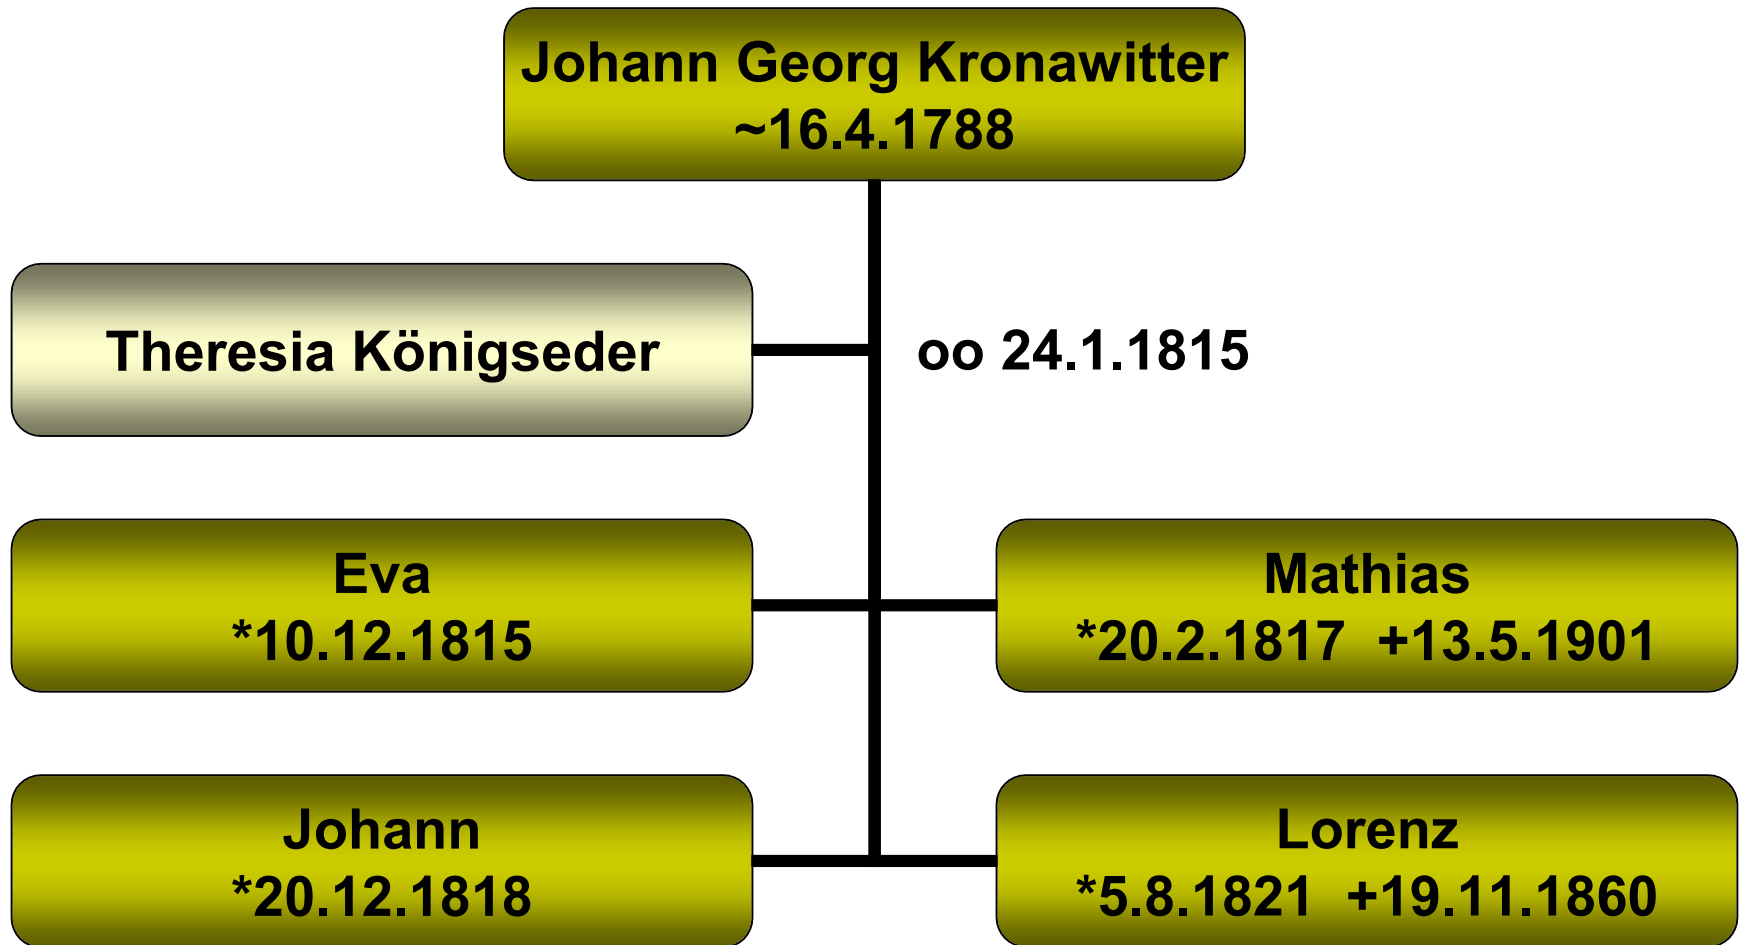 Johann Georg Kronawitter
~16.4.1788
Theresia Königseder
oo 24.1.1815
Eva
*10.12.1815
Mathias
*20.2.1817  +13.5.1901
Johann
*20.12.1818
Lorenz
*5.8.1821  +19.11.1860